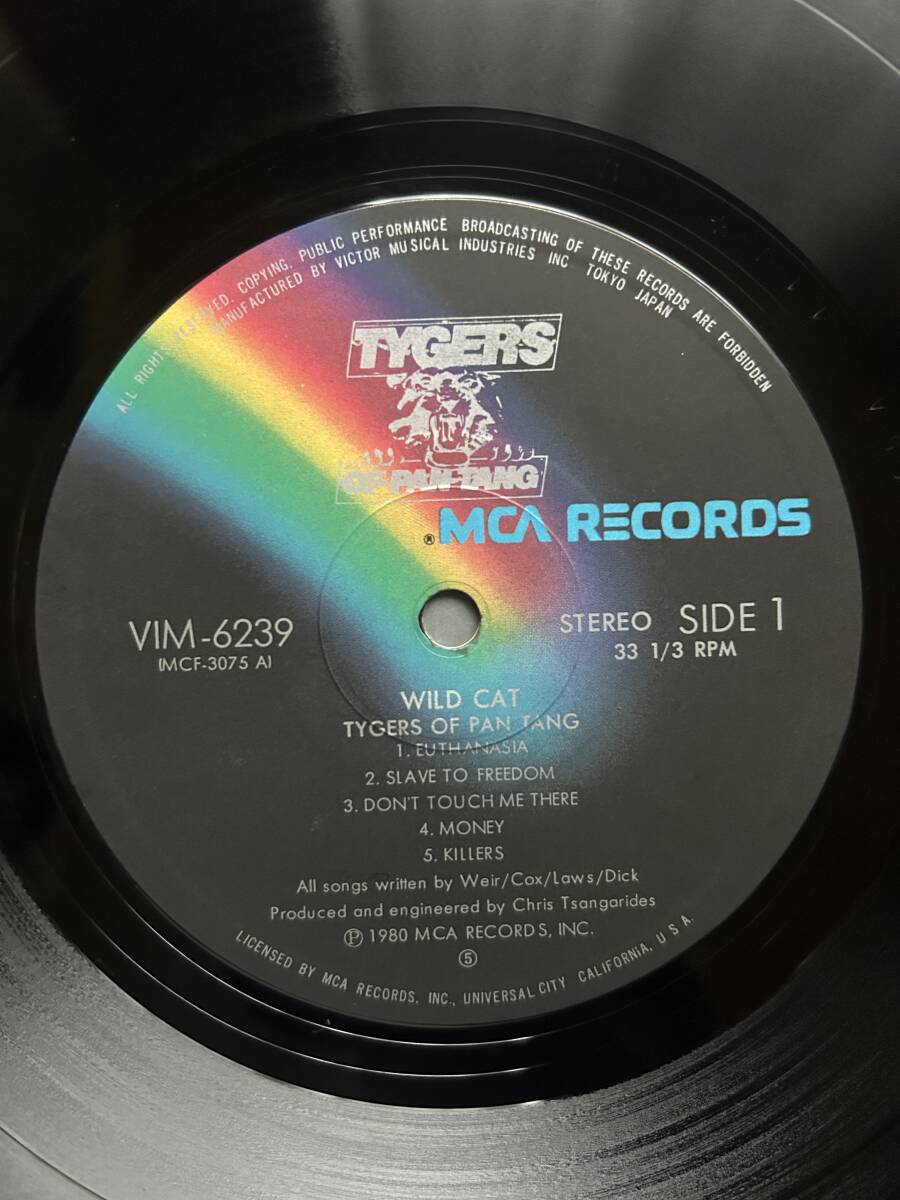 ALL RIGHTS RESERVED. COPYING, PUBLIC PERFORMANCE BROADCASTING OF THESE RECORDS ARE FORBIDDEN
MANUFACTURED BY VICTOR MUSICAL INDUSTRIES INC TOKYO JAPAN
TYGERS
OF PAN-TANG
® MCA RECORDS
VIM-6239
(MCF-3075 A)
STEREO SIDE 1
33 1/3 RPM
WILD CAT
TYGERS OF PAN TANG
1. EUTHANASIA
2. SLAVE TO FREEDOM
3. DON'T TOUCH ME THERE
4. MONEY
5. KILLERS
All songs written by Weir/Cox/Laws/Dick
Produced and engineered by Chris Tsangarides
Ⓟ 1980 MCA RECORDS, INC.
⑤
LICENSED BY MCA RECORDS, INC., UNIVERSAL CITY CALIFORNIA, U.S.A.